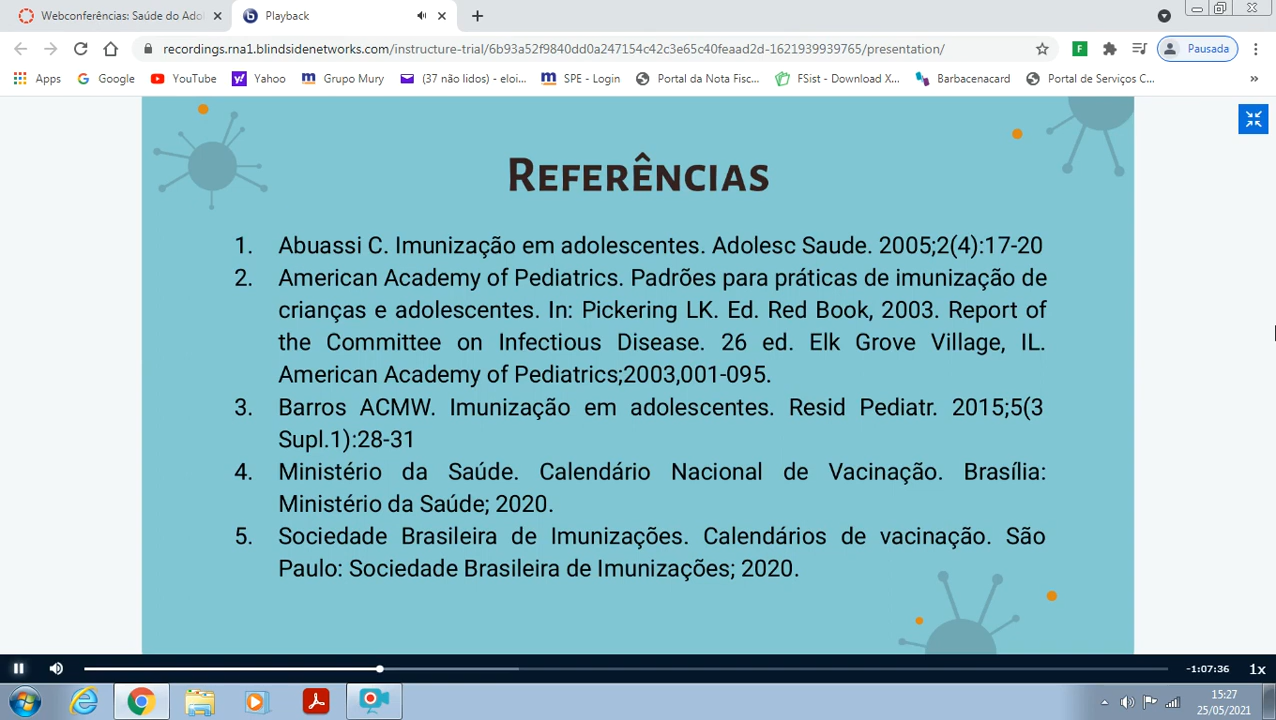 Webconferências: Saúde do Adol
Playback
recordings.rna1.blindsidenetworks.com/instructure-trial/6b93a52f9840dd0a247154c42c3e65c40feaad2d-1621939939765/presentation/
Pausada
Apps
Google
YouTube
Yahoo
Grupo Mury
(37 não lidos) - eloi...
SPE - Login
Portal da Nota Fisc...
FSist - Download X...
Barbacenacard
Portal de Serviços C...
»
Referências
1. Abuassi C. Imunização em adolescentes. Adolesc Saude. 2005;2(4):17-20
2. American Academy of Pediatrics. Padrões para práticas de imunização de
crianças e adolescentes. In: Pickering LK. Ed. Red Book, 2003. Report of
the Committee on Infectious Disease. 26 ed. Elk Grove Village, IL.
American Academy of Pediatrics;2003,001-095.
3. Barros ACMW. Imunização em adolescentes. Resid Pediatr. 2015;5(3
Supl.1):28-31
4. Ministério da Saúde. Calendário Nacional de Vacinação. Brasília:
Ministério da Saúde; 2020.
5. Sociedade Brasileira de Imunizações. Calendários de vacinação. São
Paulo: Sociedade Brasileira de Imunizações; 2020.
-1:07:36
1x
15:27
25/05/2021